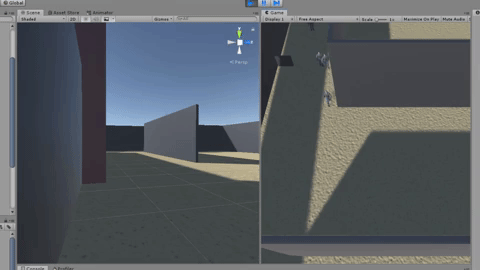 Global
Scene Asset Store Animator
Game
Shaded 2D
Display 1 Free Aspect Scale 1x Maximize On Play Mute Audio
Persp
Console Profiler